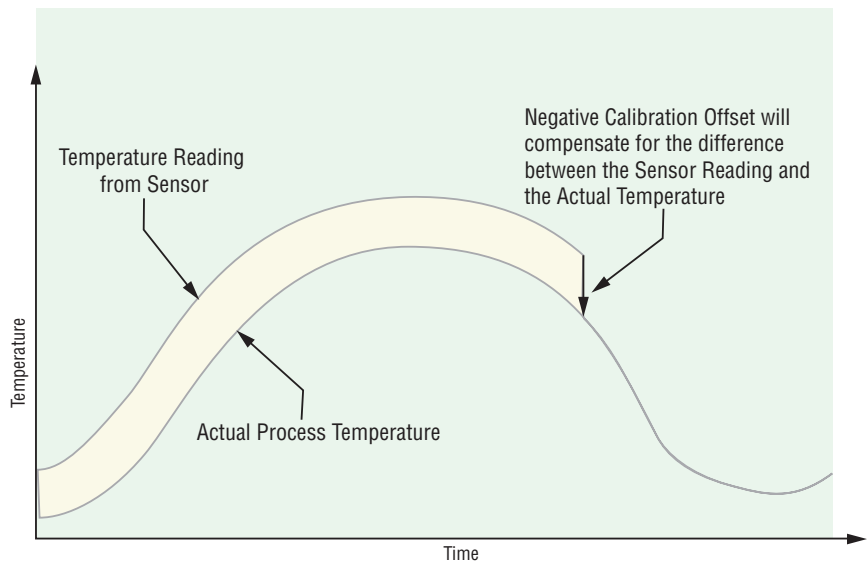 Negative Calibration Offset will
compensate for the difference
between the Sensor Reading and
the Actual Temperature
Temperature Reading
from Sensor
Actual Process Temperature
Temperature
Time